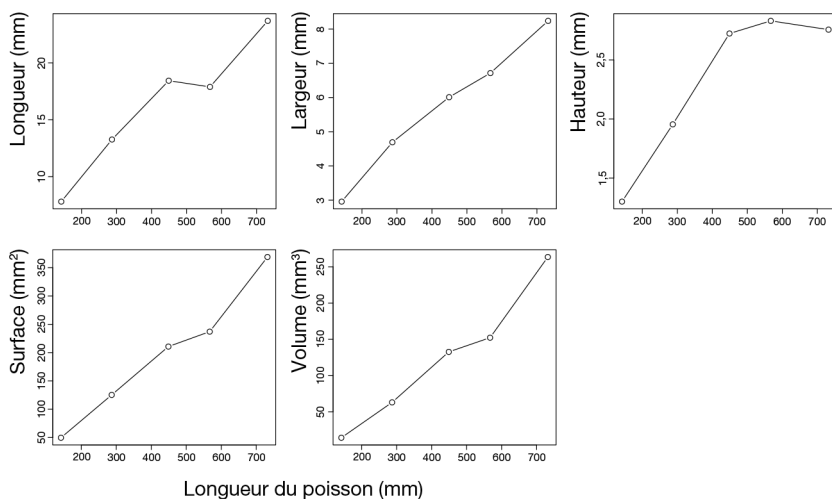 Longueur (mm)
20
15
10
200 300 400 500 600 700
Largeur (mm)
8
7
6
5
4
3
200 300 400 500 600 700
Hauteur (mm)
2,5
2,0
1,5
200 300 400 500 600 700
Surface (mm²)
350
300
250
200
150
100
50
200 300 400 500 600 700
Volume (mm³)
250
200
150
100
50
200 300 400 500 600 700
Longueur du poisson (mm)